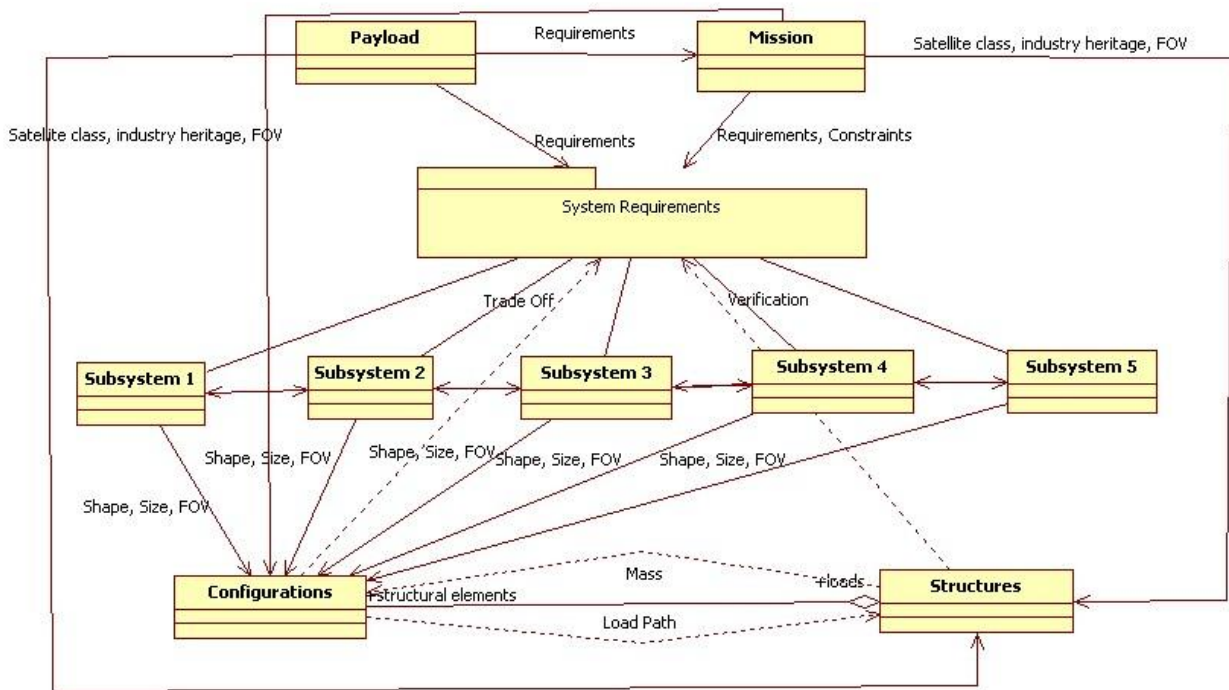 Payload
Requirements
Mission
Satellite class, industry heritage, FOV
Satellite class, industry heritage, FOV
Requirements
Requirements, Constraints
System Requirements
Trade Off
Verification
Subsystem 1
Subsystem 2
Subsystem 3
Subsystem 4
Subsystem 5
Shape, Size, FOV
Shape, Size, FOV
Shape, Size, FOV
Shape, Size, FOV
Shape, Size, FOV
Configurations
Mass
+loads
Structures
+structural elements
Load Path